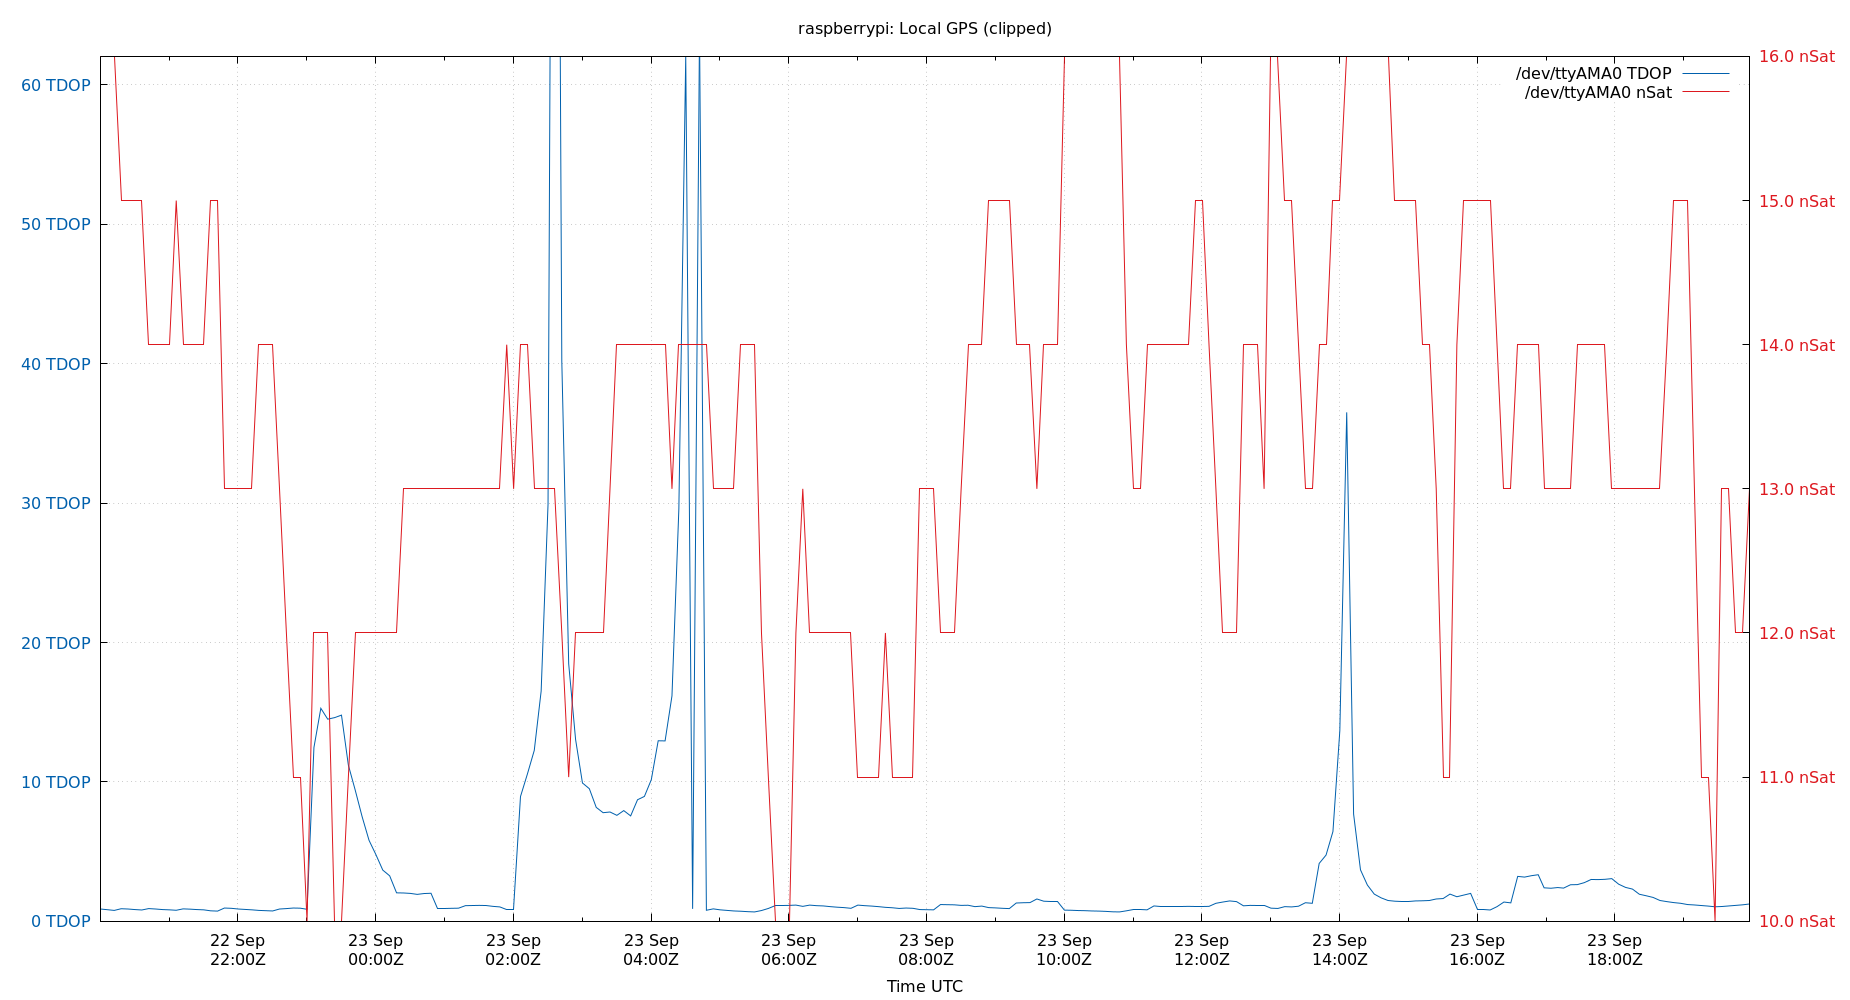 raspberrypi: Local GPS (clipped)
/dev/ttyAMA0 TDOP
/dev/ttyAMA0 nSat
60 TDOP
50 TDOP
40 TDOP
30 TDOP
20 TDOP
10 TDOP
0 TDOP
16.0 nSat
15.0 nSat
14.0 nSat
13.0 nSat
12.0 nSat
11.0 nSat
10.0 nSat
22 Sep
22:00Z
23 Sep
00:00Z
23 Sep
02:00Z
23 Sep
04:00Z
23 Sep
06:00Z
23 Sep
08:00Z
23 Sep
10:00Z
23 Sep
12:00Z
23 Sep
14:00Z
23 Sep
16:00Z
23 Sep
18:00Z
Time UTC